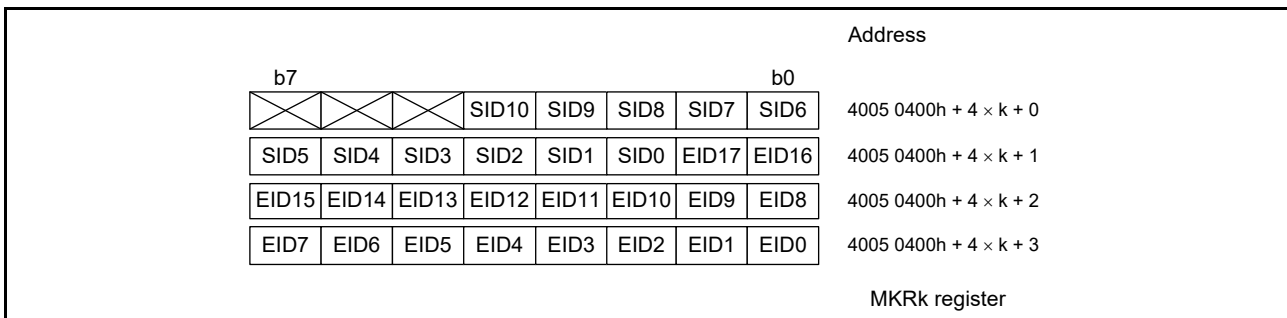 Address
b7 b0
SID10 SID9 SID8 SID7 SID6 4005 0400h + 4 × k + 0
SID5 SID4 SID3 SID2 SID1 SID0 EID17 EID16 4005 0400h + 4 × k + 1
EID15 EID14 EID13 EID12 EID11 EID10 EID9 EID8 4005 0400h + 4 × k + 2
EID7 EID6 EID5 EID4 EID3 EID2 EID1 EID0 4005 0400h + 4 × k + 3
MKRk register